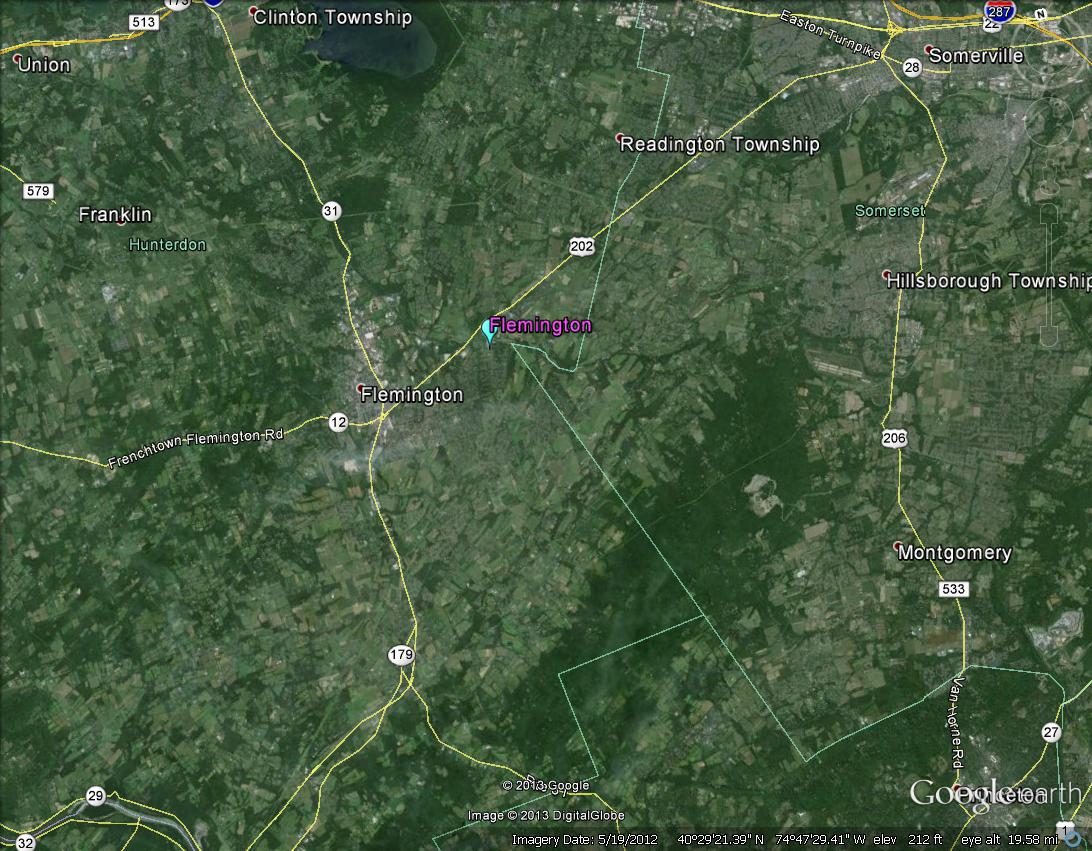 173
513
Clinton Township
Union
Easton Turnpike
287
22
N
28
Somerville
Readington Township
579
31
Franklin
Hunterdon
202
Somerset
Hillsborough Township
Flemington
Flemington
12
Frenchtown Flemington Rd
206
Montgomery
533
179
Van Horne Rd
27
29
32
1
© 2013 Google
Google earth
Image © 2013 DigitalGlobe
Imagery Date: 5/19/2012 40°29'21.39" N 74°47'29.41" W elev 212 ft eye alt 19.58 mi